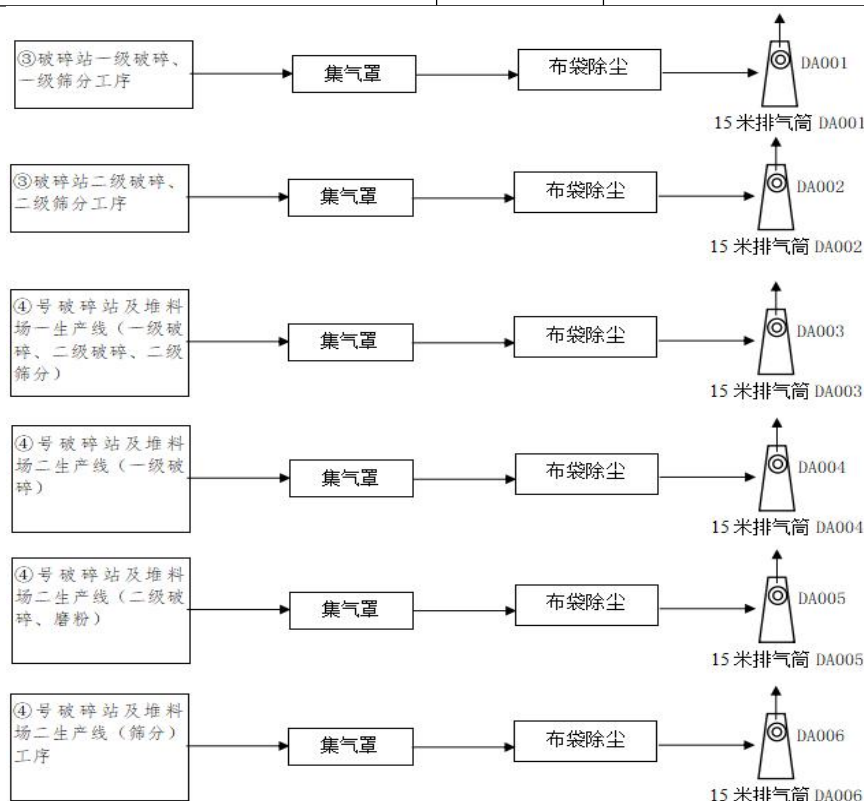 ③破碎站一级破碎、
一级筛分工序
集气罩
布袋除尘
DA001
15米排气筒 DA001
③破碎站二级破碎、
二级筛分工序
集气罩
布袋除尘
DA002
15米排气筒 DA002
④号破碎站及堆料
场一生产线（一级破
碎、二级破碎、二级
筛分）
集气罩
布袋除尘
DA003
15米排气筒 DA003
④号破碎站及堆料
场二生产线（一级破
碎）
集气罩
布袋除尘
DA004
15米排气筒 DA004
④号破碎站及堆料
场二生产线（二级破
碎、磨粉）
集气罩
布袋除尘
DA005
15米排气筒 DA005
④号破碎站及堆料
场二生产线（筛分）
工序
集气罩
布袋除尘
DA006
15米排气筒 DA006